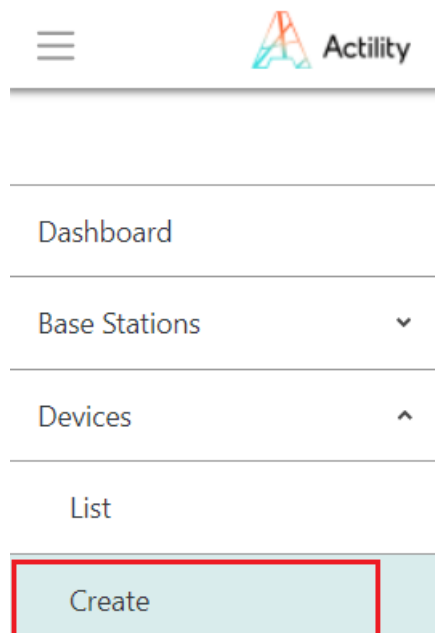 Actility
Dashboard
Base Stations
Devices
List
Create